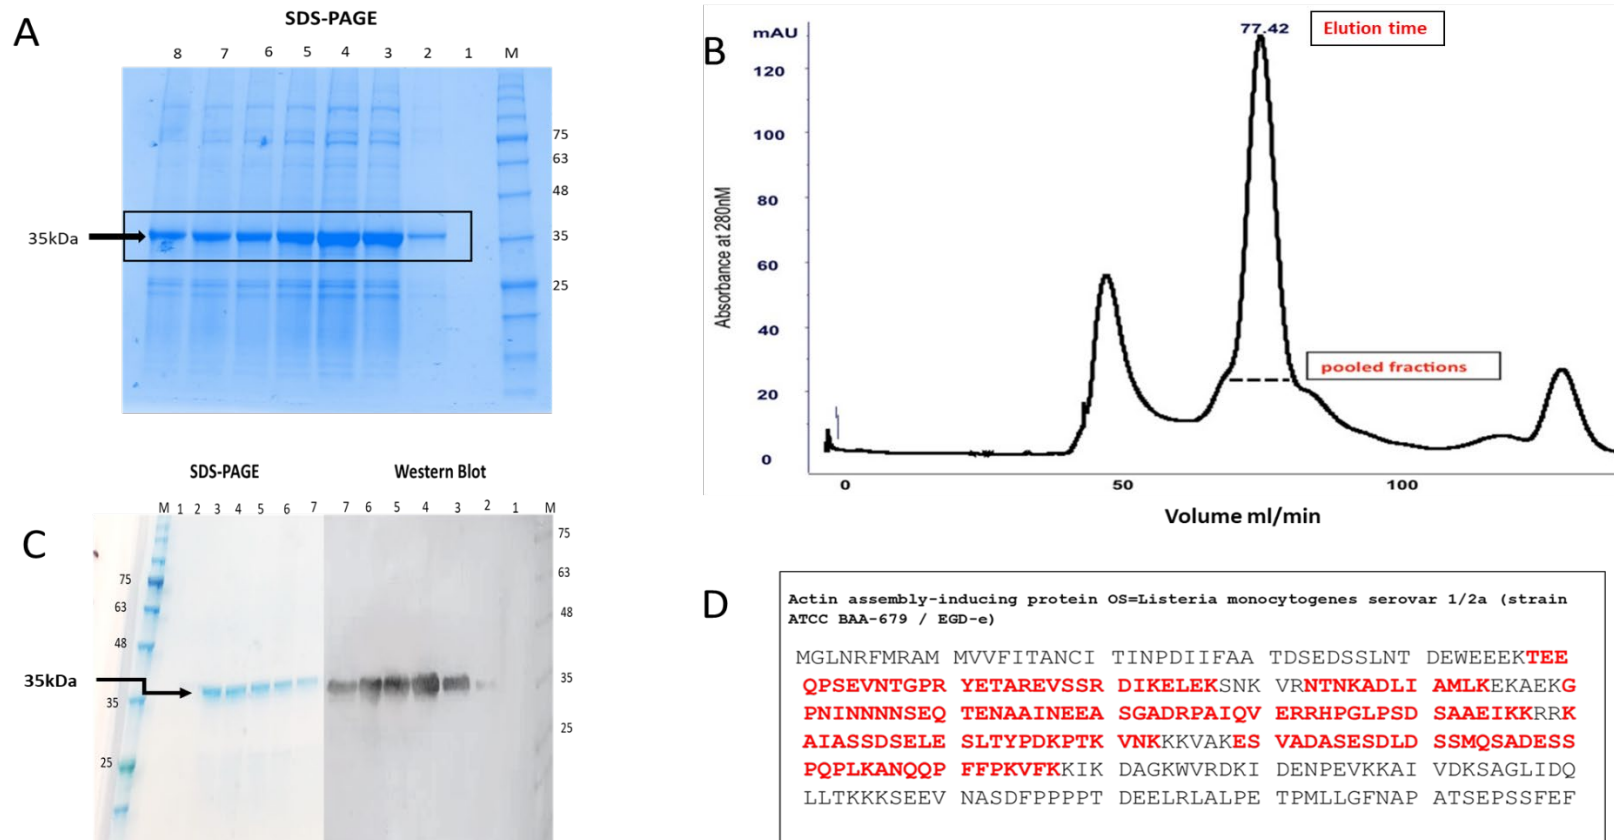 A
SDS-PAGE
8 7 6 5 4 3 2 1 M
75
63
48
35kDa
35
25
B
mAU
77.42
Elution time
120
100
80
60
40
20
0
Absorbance at 280nM
pooled fractions
0 50 100
Volume ml/min
C
SDS-PAGE Western Blot
M 1 2 3 4 5 6 7 7 6 5 4 3 2 1 M
75
63
48
35kDa
35
25
75
63
48
35
25
D
Actin assembly-inducing protein OS=Listeria monocytogenes serovar 1/2a (strain
ATCC BAA-679 / EGD-e)
MGLNRFMRAM MVVFITANCI TINPDIIFAA TDSEDSSLNT DEWEEEKTEE
QPSEVNTGPR YETAREVSSR DIKELEKSNK VRNTNKADLI AMLKEKAEKG
PNINNNNSEQ TENAAINEEA SGADRPAIQV ERRHPGLPSD SAAEIKKRRK
AIASSDSELE SLTYPDKPTK VNKKKVAKES VADASESDLD SSMQSADESS
PQPLKANQQP FFPKVFKKIK DAGKWVRDKI DENPEVKKAI VDKSAGLIDQ
LLTKKKSEEV NASDFPPPPT DEELRLALPE TPMLLGFNAP ATSEPSSFEF